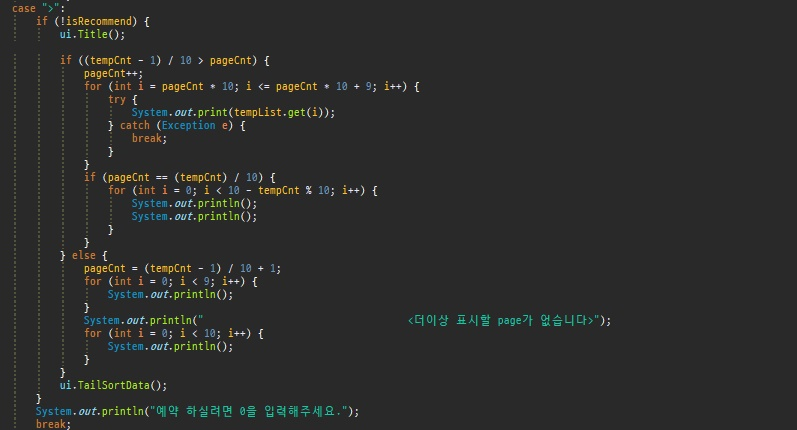 case ">":
if (!isRecommend) {
ui.Title();
if ((tempCnt - 1) / 10 > pageCnt) {
pageCnt++;
for (int i = pageCnt * 10; i <= pageCnt * 10 + 9; i++) {
try {
System.out.print(tempList.get(i));
} catch (Exception e) {
break;
}
}
if (pageCnt == (tempCnt) / 10) {
for (int i = 0; i < 10 - tempCnt % 10; i++) {
System.out.println();
System.out.println();
}
}
} else {
pageCnt = (tempCnt - 1) / 10 + 1;
for (int i = 0; i < 9; i++) {
System.out.println();
}
System.out.println("                              <더이상 표시할 page가 없습니다>");
for (int i = 0; i < 10; i++) {
System.out.println();
}
}
ui.TailSortData();
}
System.out.println("예약 하실려면 0을 입력해주세요.");
break;